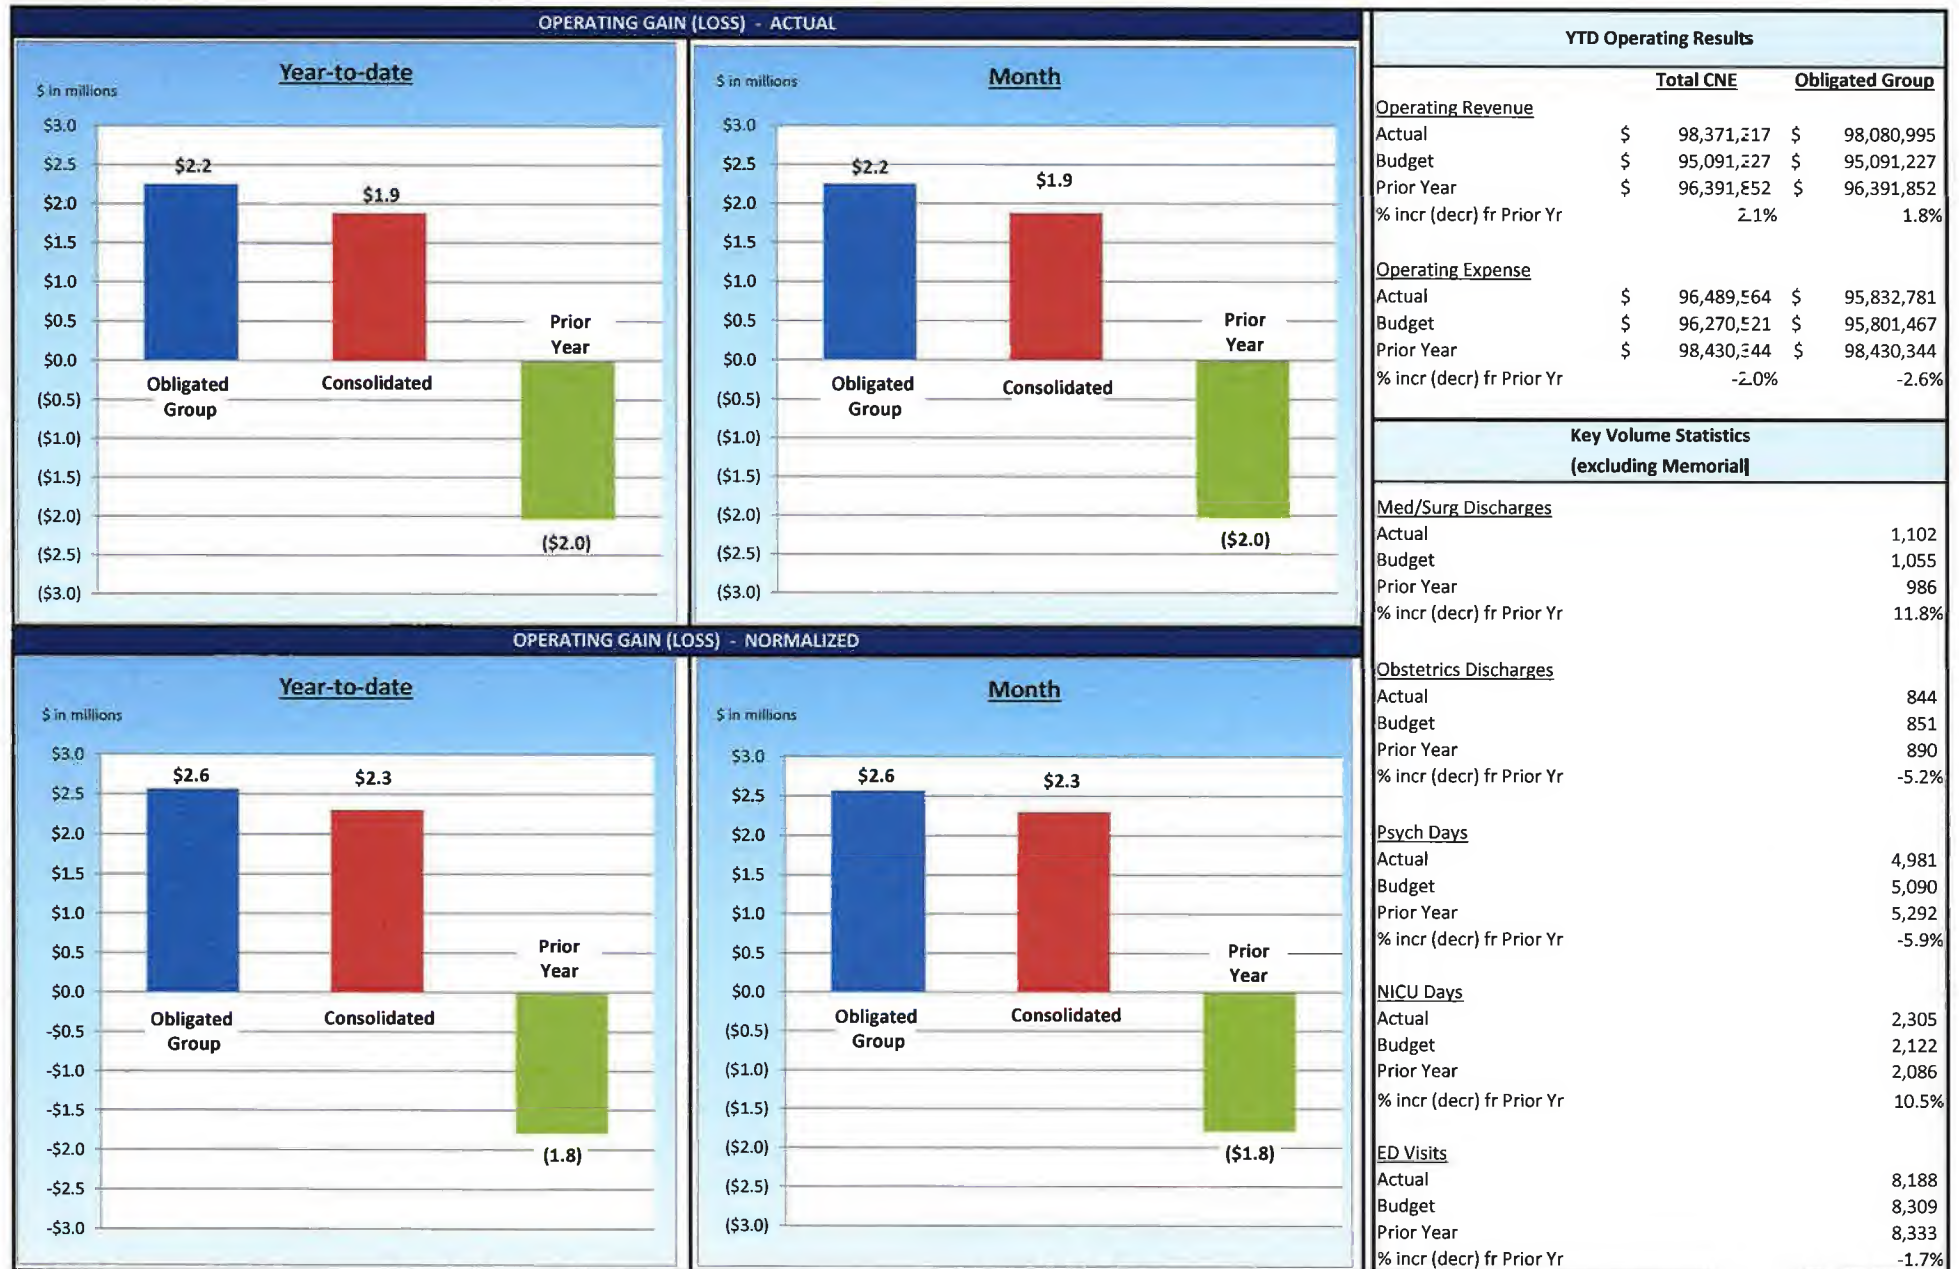 OPERATING GAIN (LOSS) - ACTUAL
Year-to-date
$ in millions
$3.0
$2.5
$2.0
$1.5
$1.0
$0.5
$0.0
($0.5)
($1.0)
($1.5)
($2.0)
($2.5)
($3.0)
$2.2
$1.9
Prior
Year
Obligated
Group
Consolidated
($2.0)
Month
$ in millions
$3.0
$2.5
$2.0
$1.5
$1.0
$0.5
$0.0
($0.5)
($1.0)
($1.5)
($2.0)
($2.5)
($3.0)
$2.2
$1.9
Prior
Year
Obligated
Group
Consolidated
($2.0)
OPERATING GAIN (LOSS) - NORMALIZED
Year-to-date
$ in millions
$3.0
$2.5
$2.0
$1.5
$1.0
$0.5
$0.0
-$0.5
-$1.0
-$1.5
-$2.0
-$2.5
-$3.0
$2.6
$2.3
Prior
Year
Obligated
Group
Consolidated
(1.8)
Month
$ in millions
$3.0
$2.5
$2.0
$1.5
$1.0
$0.5
$0.0
($0.5)
($1.0)
($1.5)
($2.0)
($2.5)
($3.0)
$2.6
$2.3
Prior
Year
Obligated
Group
Consolidated
($1.8)
YTD Operating Results
Total CNE Obligated Group
Operating Revenue
Actual $ 98,371,217 $ 98,080,995
Budget $ 95,091,227 $ 95,091,227
Prior Year $ 96,391,852 $ 96,391,852
% incr (decr) fr Prior Yr 2.1% 1.8%
Operating Expense
Actual $ 96,489,564 $ 95,832,781
Budget $ 96,270,521 $ 95,801,467
Prior Year $ 98,430,344 $ 98,430,344
% incr (decr) fr Prior Yr -2.0% -2.6%
Key Volume Statistics
(excluding Memorial)
Med/Surg Discharges
Actual 1,102
Budget 1,055
Prior Year 986
% incr (decr) fr Prior Yr 11.8%
Obstetrics Discharges
Actual 844
Budget 851
Prior Year 890
% incr (decr) fr Prior Yr -5.2%
Psych Days
Actual 4,981
Budget 5,090
Prior Year 5,292
% incr (decr) fr Prior Yr -5.9%
NICU Days
Actual 2,305
Budget 2,122
Prior Year 2,086
% incr (decr) fr Prior Yr 10.5%
ED Visits
Actual 8,188
Budget 8,309
Prior Year 8,333
% incr (decr) fr Prior Yr -1.7%